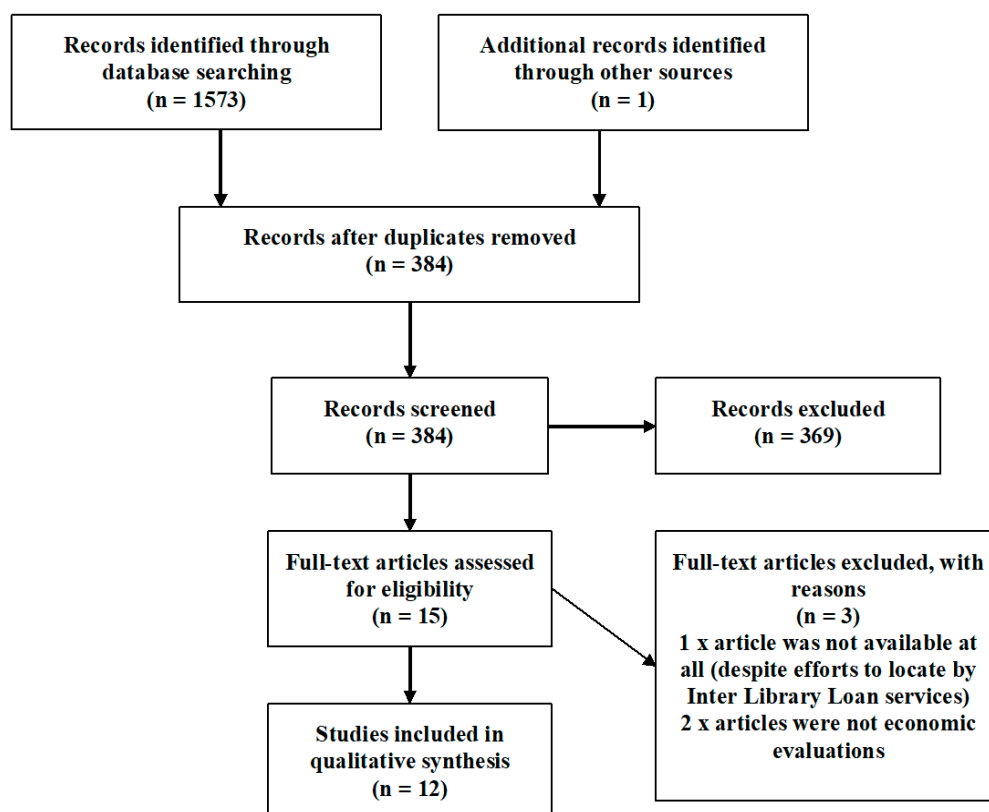 Records identified through
database searching
(n = 1573)
Additional records identified
through other sources
(n = 1)
Records after duplicates removed
(n = 384)
Records screened
(n = 384)
Records excluded
(n = 369)
Full-text articles assessed
for eligibility
(n = 15)
Full-text articles excluded, with
reasons
(n = 3)
1 x article was not available at
all (despite efforts to locate by
Inter Library Loan services)
2 x articles were not economic
evaluations
Studies included in
qualitative synthesis
(n = 12)